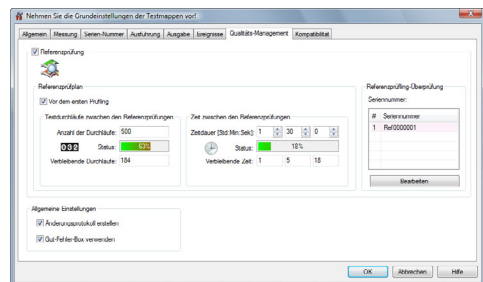 Nehmen Sie die Grundeinstellungen der Testmappen vor!
Allgemein Messung Serien-Nummer Ausführung Ausgabe Ereignisse Qualitäts-Management Kompatibilität
Referenzprüfung
Referenzprüfplan
Vor dem ersten Prüfling
Testdurchläufe zwischen den Referenzprüfungen
Anzahl der Durchläufe: 500
032 Status: 63%
Verbleibende Durchläufe: 184
Zeit zwischen den Referenzprüfungen
Zeitdauer [Std:Min:Sek]: 1 30 0
Status: 18%
Verbleibende Zeit: 1 5 18
Referenzprüfling-Überprüfung
Seriennummer:
# Seriennummer
1 Ref0000001
Bearbeiten
Allgemeine Einstellungen
Änderungsprotokoll erstellen
Gut-Fehler-Box verwenden
OK Abbrechen Hilfe